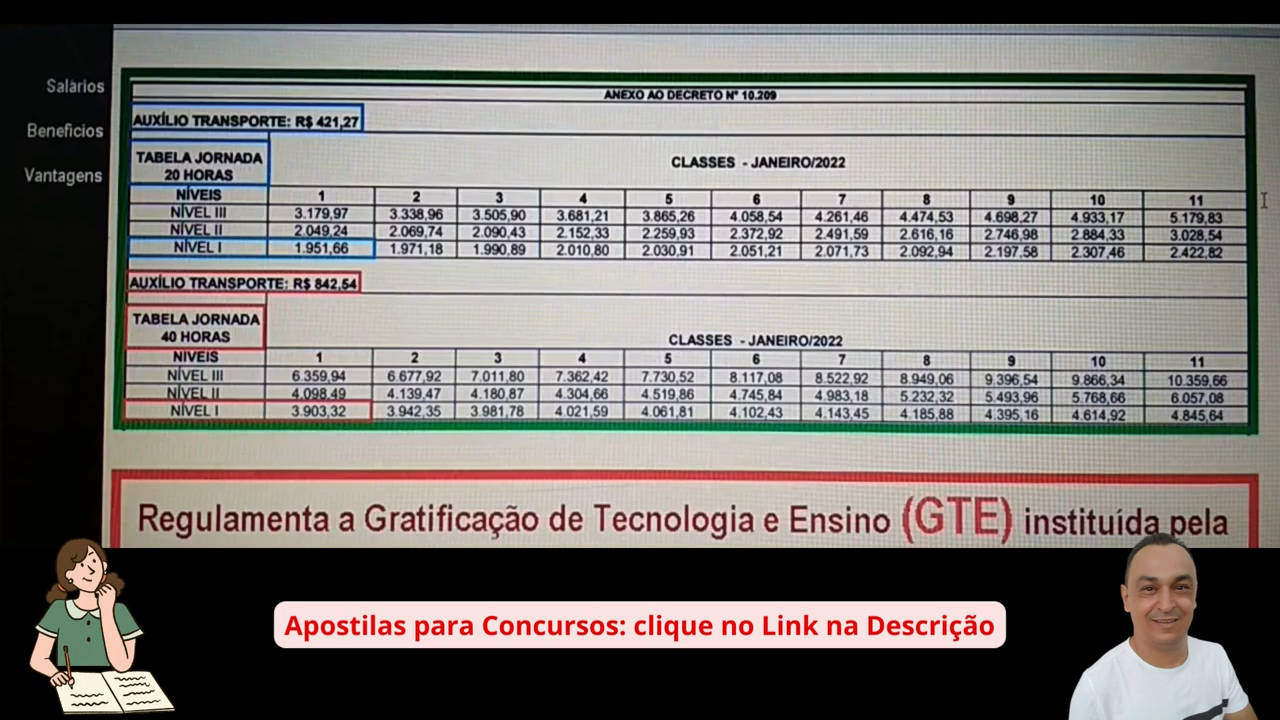 Salários
Benefícios
Vantagens
ANEXO AO DECRETO Nº 10.209
AUXÍLIO TRANSPORTE: R$ 421,27
TABELA JORNADA
20 HORAS
CLASSES - JANEIRO/2022
NÍVEIS 1 2 3 4 5 6 7 8 9 10 11
NÍVEL III 3.179,97 3.338,96 3.505,90 3.681,21 3.865,26 4.058,54 4.261,46 4.474,53 4.698,27 4.933,17 5.179,83
NÍVEL II 2.049,24 2.069,74 2.090,43 2.152,33 2.259,93 2.372,92 2.491,59 2.616,16 2.746,98 2.884,33 3.028,54
NÍVEL I 1.951,66 1.971,18 1.990,89 2.010,80 2.030,91 2.051,21 2.071,73 2.092,94 2.197,58 2.307,46 2.422,82
AUXÍLIO TRANSPORTE: R$ 842,54
TABELA JORNADA
40 HORAS
CLASSES - JANEIRO/2022
NIVEIS 1 2 3 4 5 6 7 8 9 10 11
NÍVEL III 6.359,94 6.677,92 7.011,80 7.362,42 7.730,52 8.117,08 8.522,92 8.949,06 9.396,54 9.866,34 10.359,66
NÍVEL II 4.098,49 4.139,47 4.180,87 4.304,66 4.519,86 4.745,84 4.983,18 5.232,32 5.493,96 5.768,66 6.057,08
NÍVEL I 3.903,32 3.942,35 3.981,78 4.021,59 4.061,81 4.102,43 4.143,45 4.185,88 4.395,16 4.614,92 4.845,64
Regulamenta a Gratificação de Tecnologia e Ensino (GTE) instituída pela
Apostilas para Concursos: clique no Link na Descrição